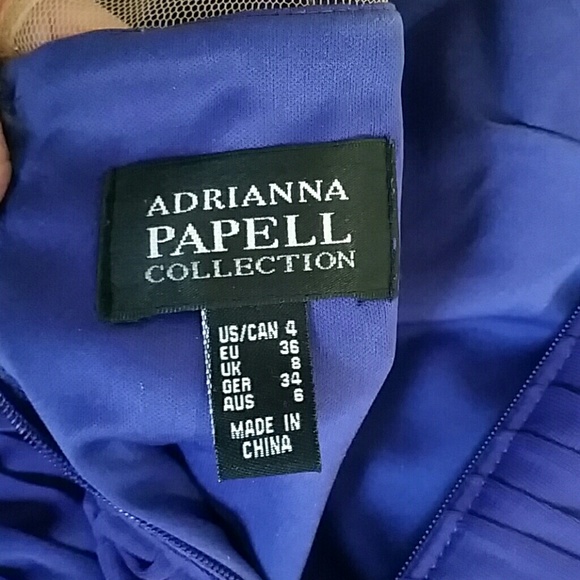 ADRIANNA
PAPELL
COLLECTION
US/CAN 4
EU 36
UK 8
GER 34
AUS 6
MADE IN
CHINA